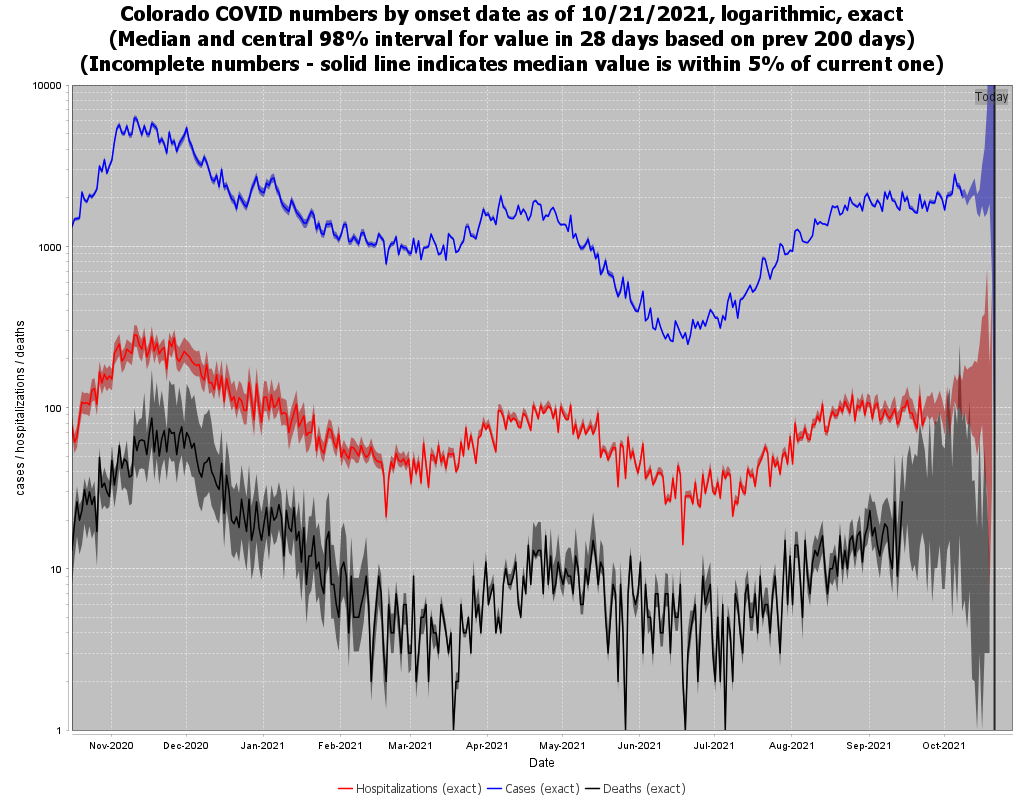 Colorado COVID numbers by onset date as of 10/21/2021, logarithmic, exact
(Median and central 98% interval for value in 28 days based on prev 200 days)
(Incomplete numbers - solid line indicates median value is within 5% of current one)
Today
10000
1000
100
10
1
cases / hospitalizations / deaths
Nov-2020 Dec-2020 Jan-2021 Feb-2021 Mar-2021 Apr-2021 May-2021 Jun-2021 Jul-2021 Aug-2021 Sep-2021 Oct-2021
Date
Hospitalizations (exact) Cases (exact) Deaths (exact)